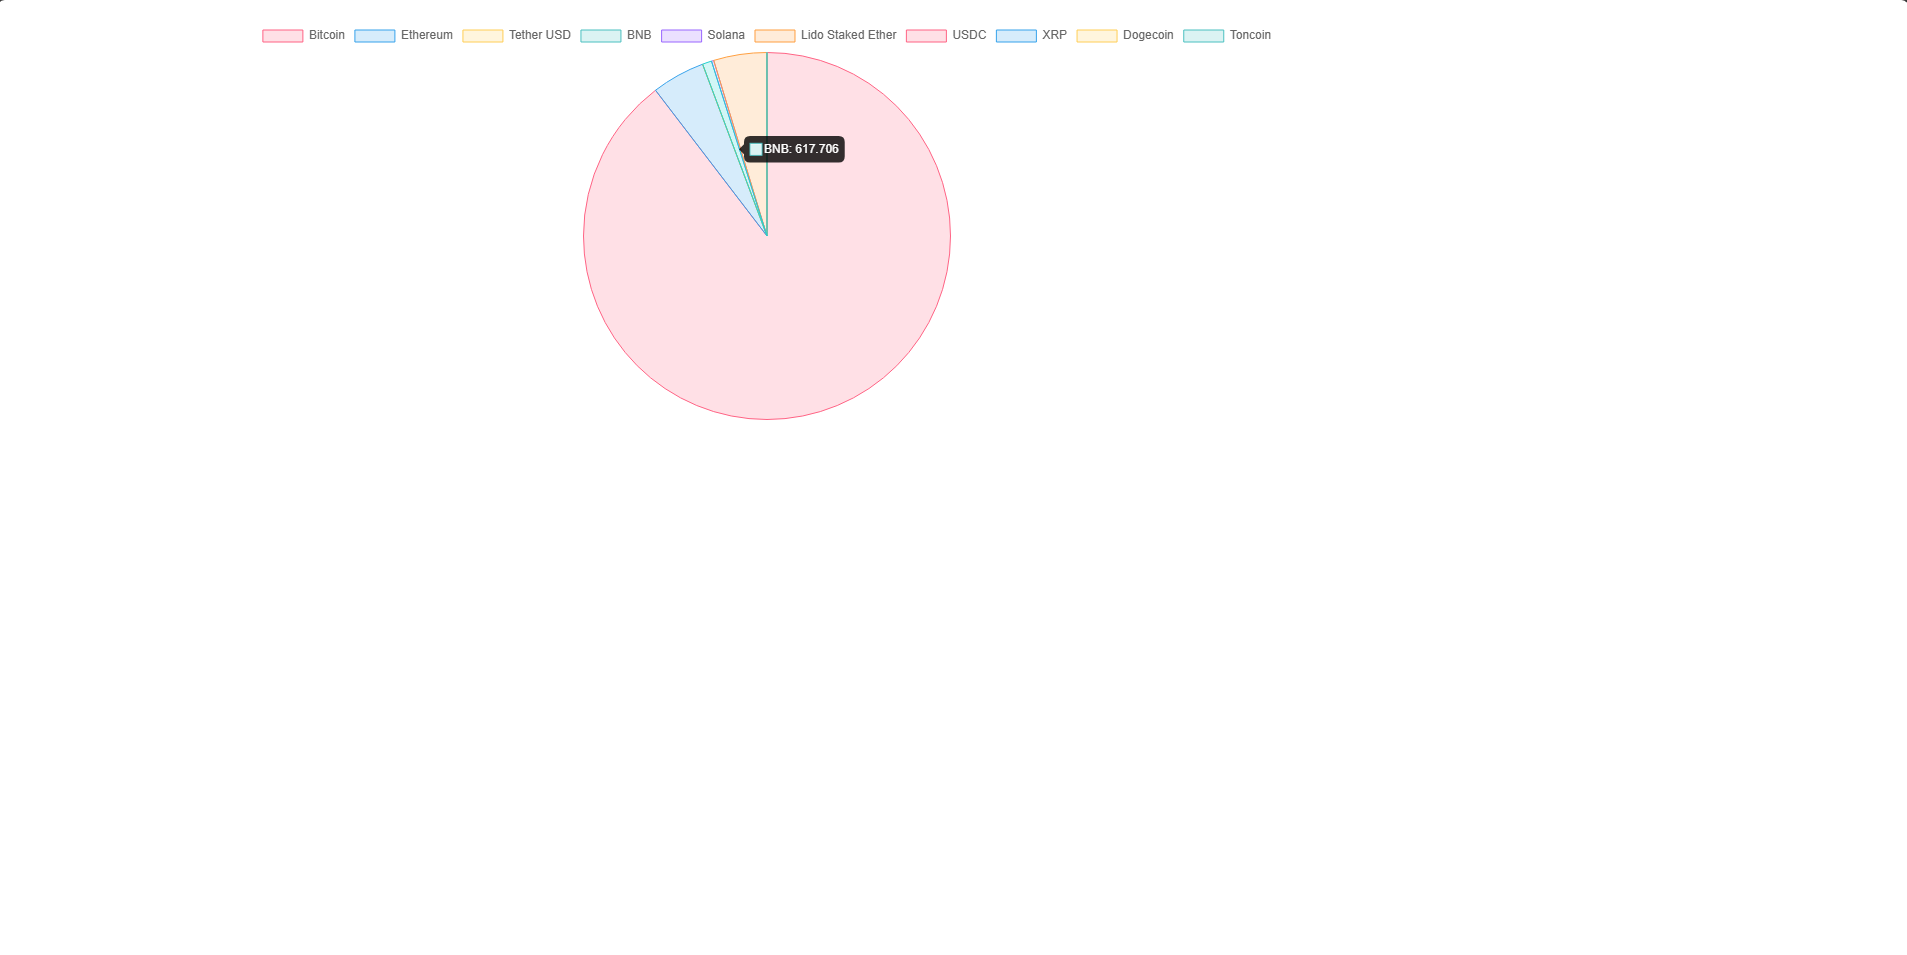 Bitcoin Ethereum Tether USD BNB Solana Lido Staked Ether USDC XRP Dogecoin Toncoin
BNB: 617.706